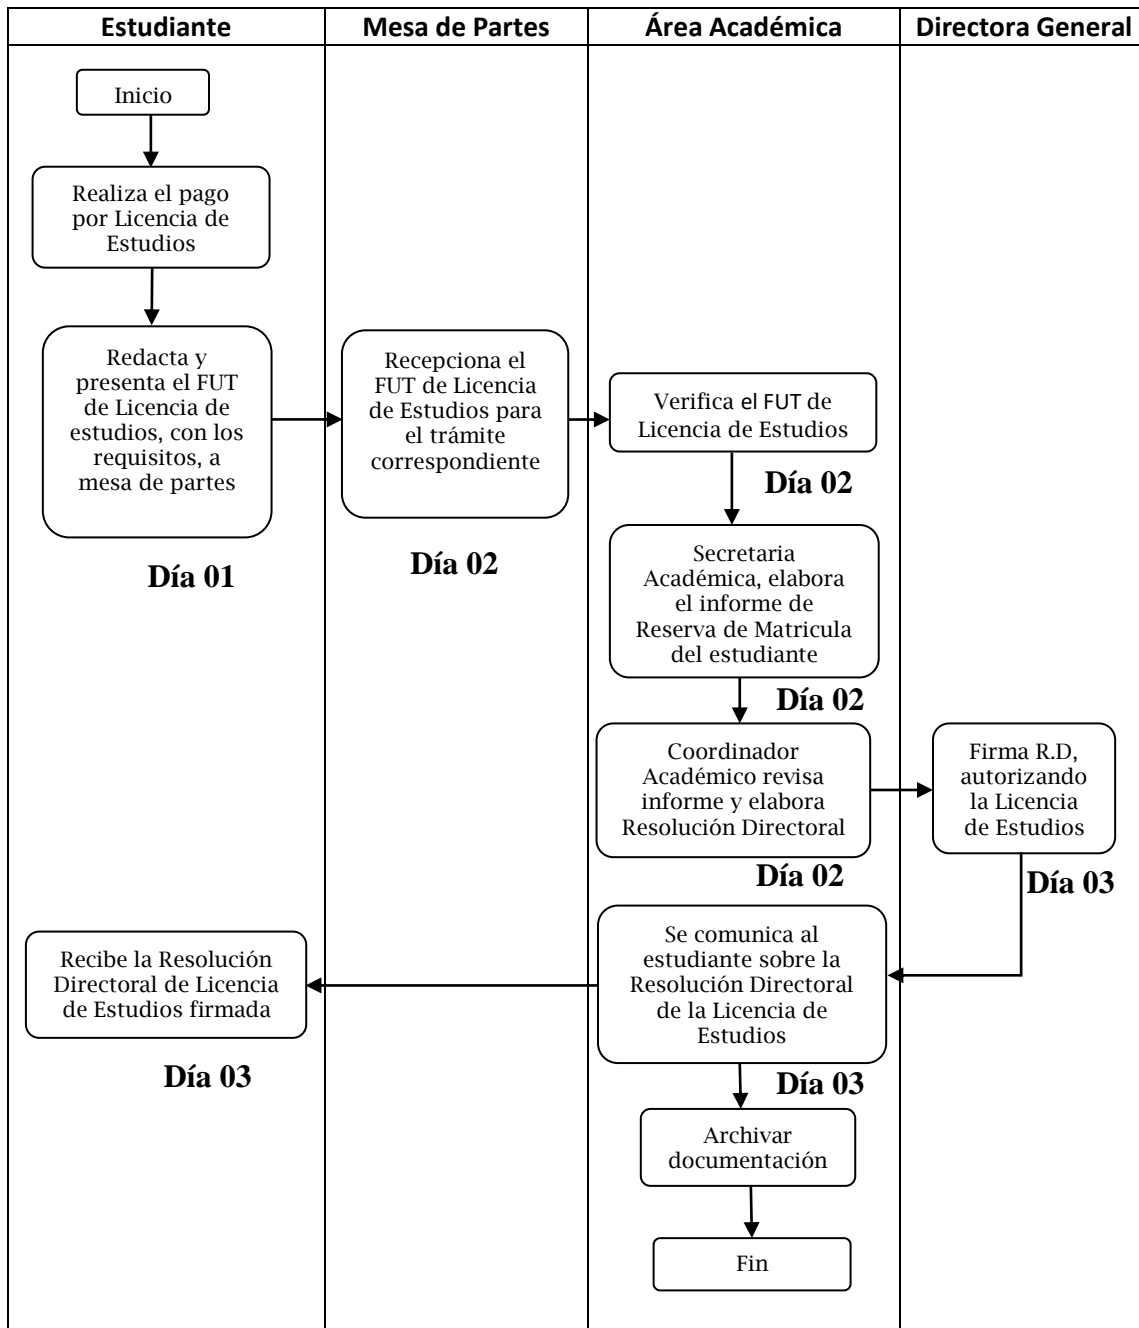 Estudiante
Mesa de Partes
Área Académica
Directora General
Inicio
Realiza el pago
por Licencia de
Estudios
Redacta y
presenta el FUT
de Licencia de
estudios, con los
requisitos, a
mesa de partes
Día 01
Recepciona el
FUT de Licencia
de Estudios para
el trámite
correspondiente
Día 02
Verifica el FUT de
Licencia de Estudios
Día 02
Secretaria
Académica, elabora
el informe de
Reserva de Matricula
del estudiante
Día 02
Coordinador
Académico revisa
informe y elabora
Resolución Directoral
Día 02
Firma R.D,
autorizando
la Licencia
de Estudios
Día 03
Se comunica al
estudiante sobre la
Resolución Directoral
de la Licencia de
Estudios
Día 03
Recibe la Resolución
Directoral de Licencia
de Estudios firmada
Día 03
Archivar
documentación
Fin